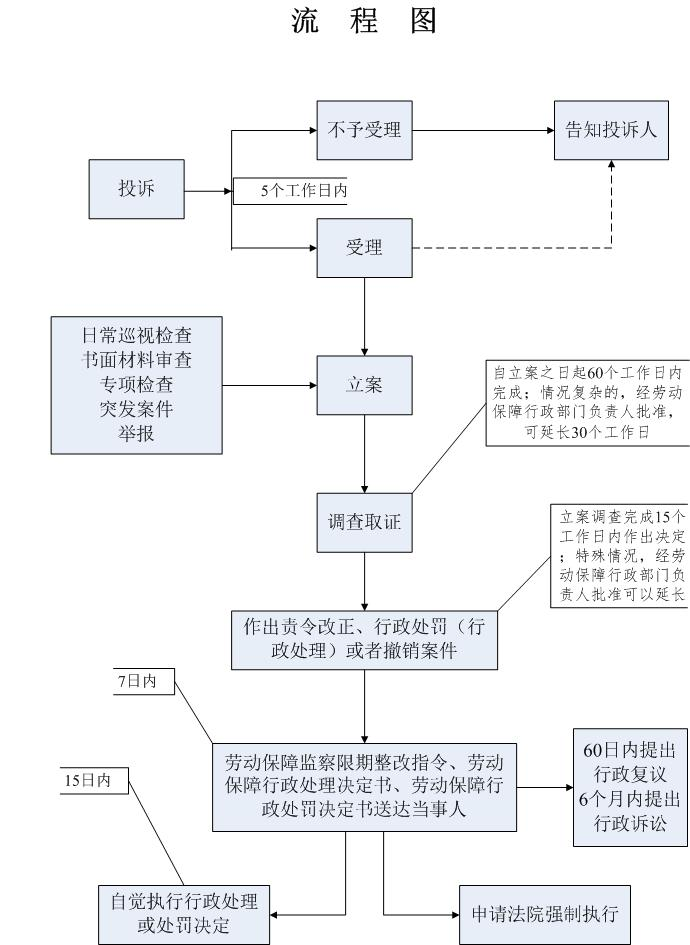 流 程 图
不予受理
告知投诉人
投诉
5个工作日内
受理
日常巡视检查
书面材料审查
专项检查
突发案件
举报
立案
自立案之日起60个工作日内
完成；情况复杂的，经劳动
保障行政部门负责人批准，
可延长30个工作日
调查取证
立案调查完成15个
工作日内作出决定
；特殊情况，经劳
动保障行政部门负
责人批准可以延长
作出责令改正、行政处罚（行
政处理）或者撤销案件
7日内
劳动保障监察限期整改指令、劳动
保障行政处理决定书、劳动保障行
政处罚决定书送达当事人
60日内提出
行政复议
6个月内提出
行政诉讼
15日内
自觉执行行政处理
或处罚决定
申请法院强制执行